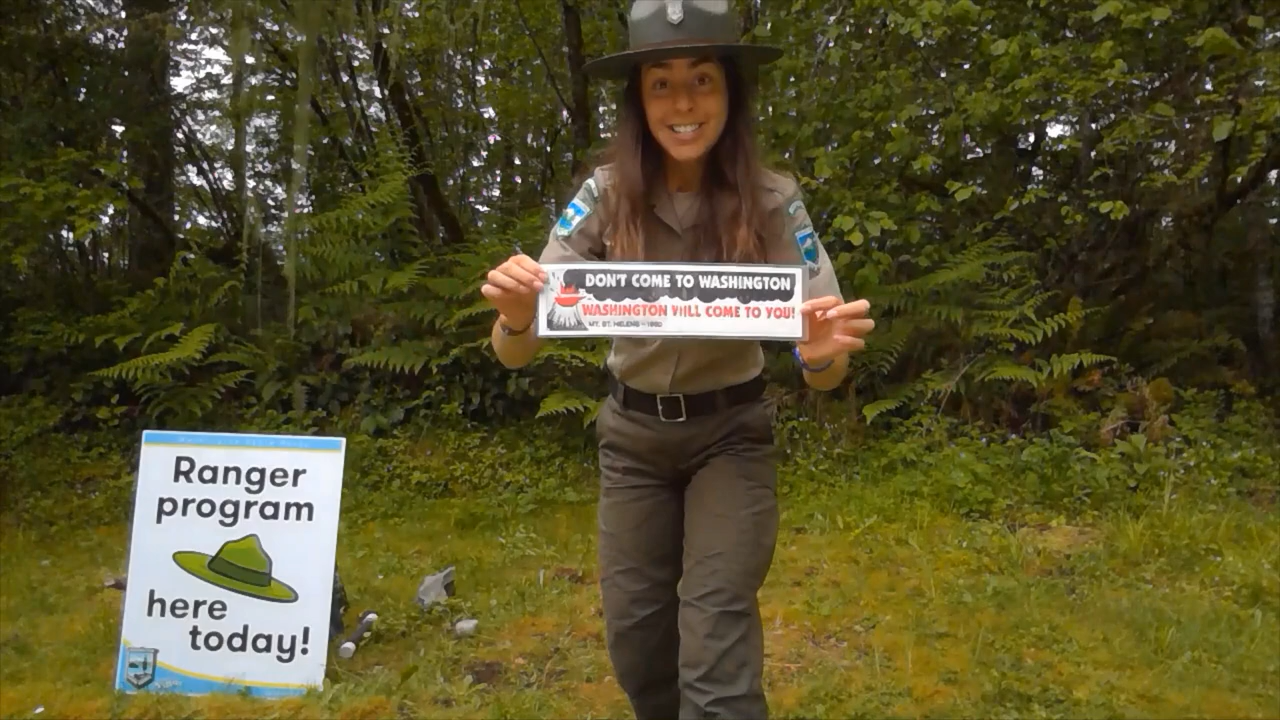 DON'T COME TO WASHINGTON
WASHINGTON WILL COME TO YOU!
MT. ST. HELENS - 1980
Ranger
program
here
today!